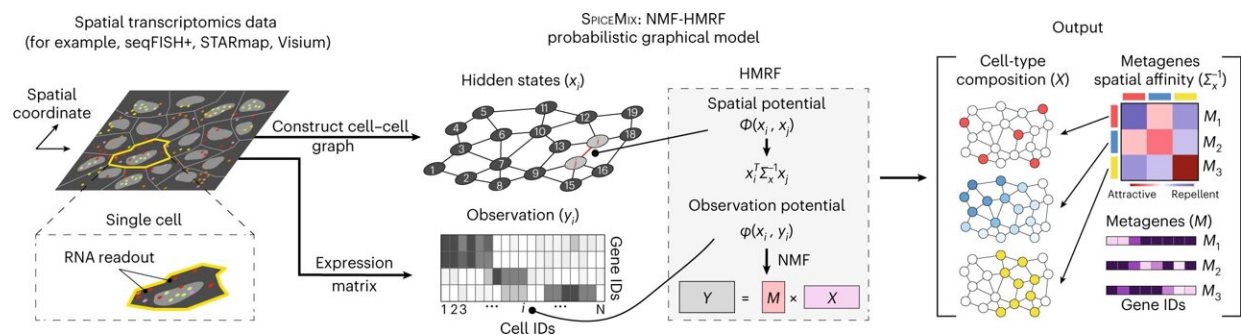 Spatial transcriptomics data
(for example, seqFISH+, STARmap, Visium)
Spatial
coordinate
Single cell
RNA readout
Construct cell–cell
graph
Expression
matrix
SPICEMIX: NMF-HMRF
probabilistic graphical model
Hidden states (xᵢ)
1
2
3
4
5
6
7
8
9
10
11
12
13
15
16
18
19
i
j
Observation (yᵢ)
Gene IDs
1 2 3 ... i ... N
Cell IDs
HMRF
Spatial potential
Φ(xᵢ, xⱼ)
xᵢᵀΣₓ⁻¹xⱼ
Observation potential
φ(xᵢ, yᵢ)
NMF
Y = M × X
Output
Cell-type
composition (X)
Metagenes
spatial affinity (Σₓ⁻¹)
M₁
M₂
M₃
Attractive
Repellent
Metagenes (M)
M₁
M₂
M₃
Gene IDs